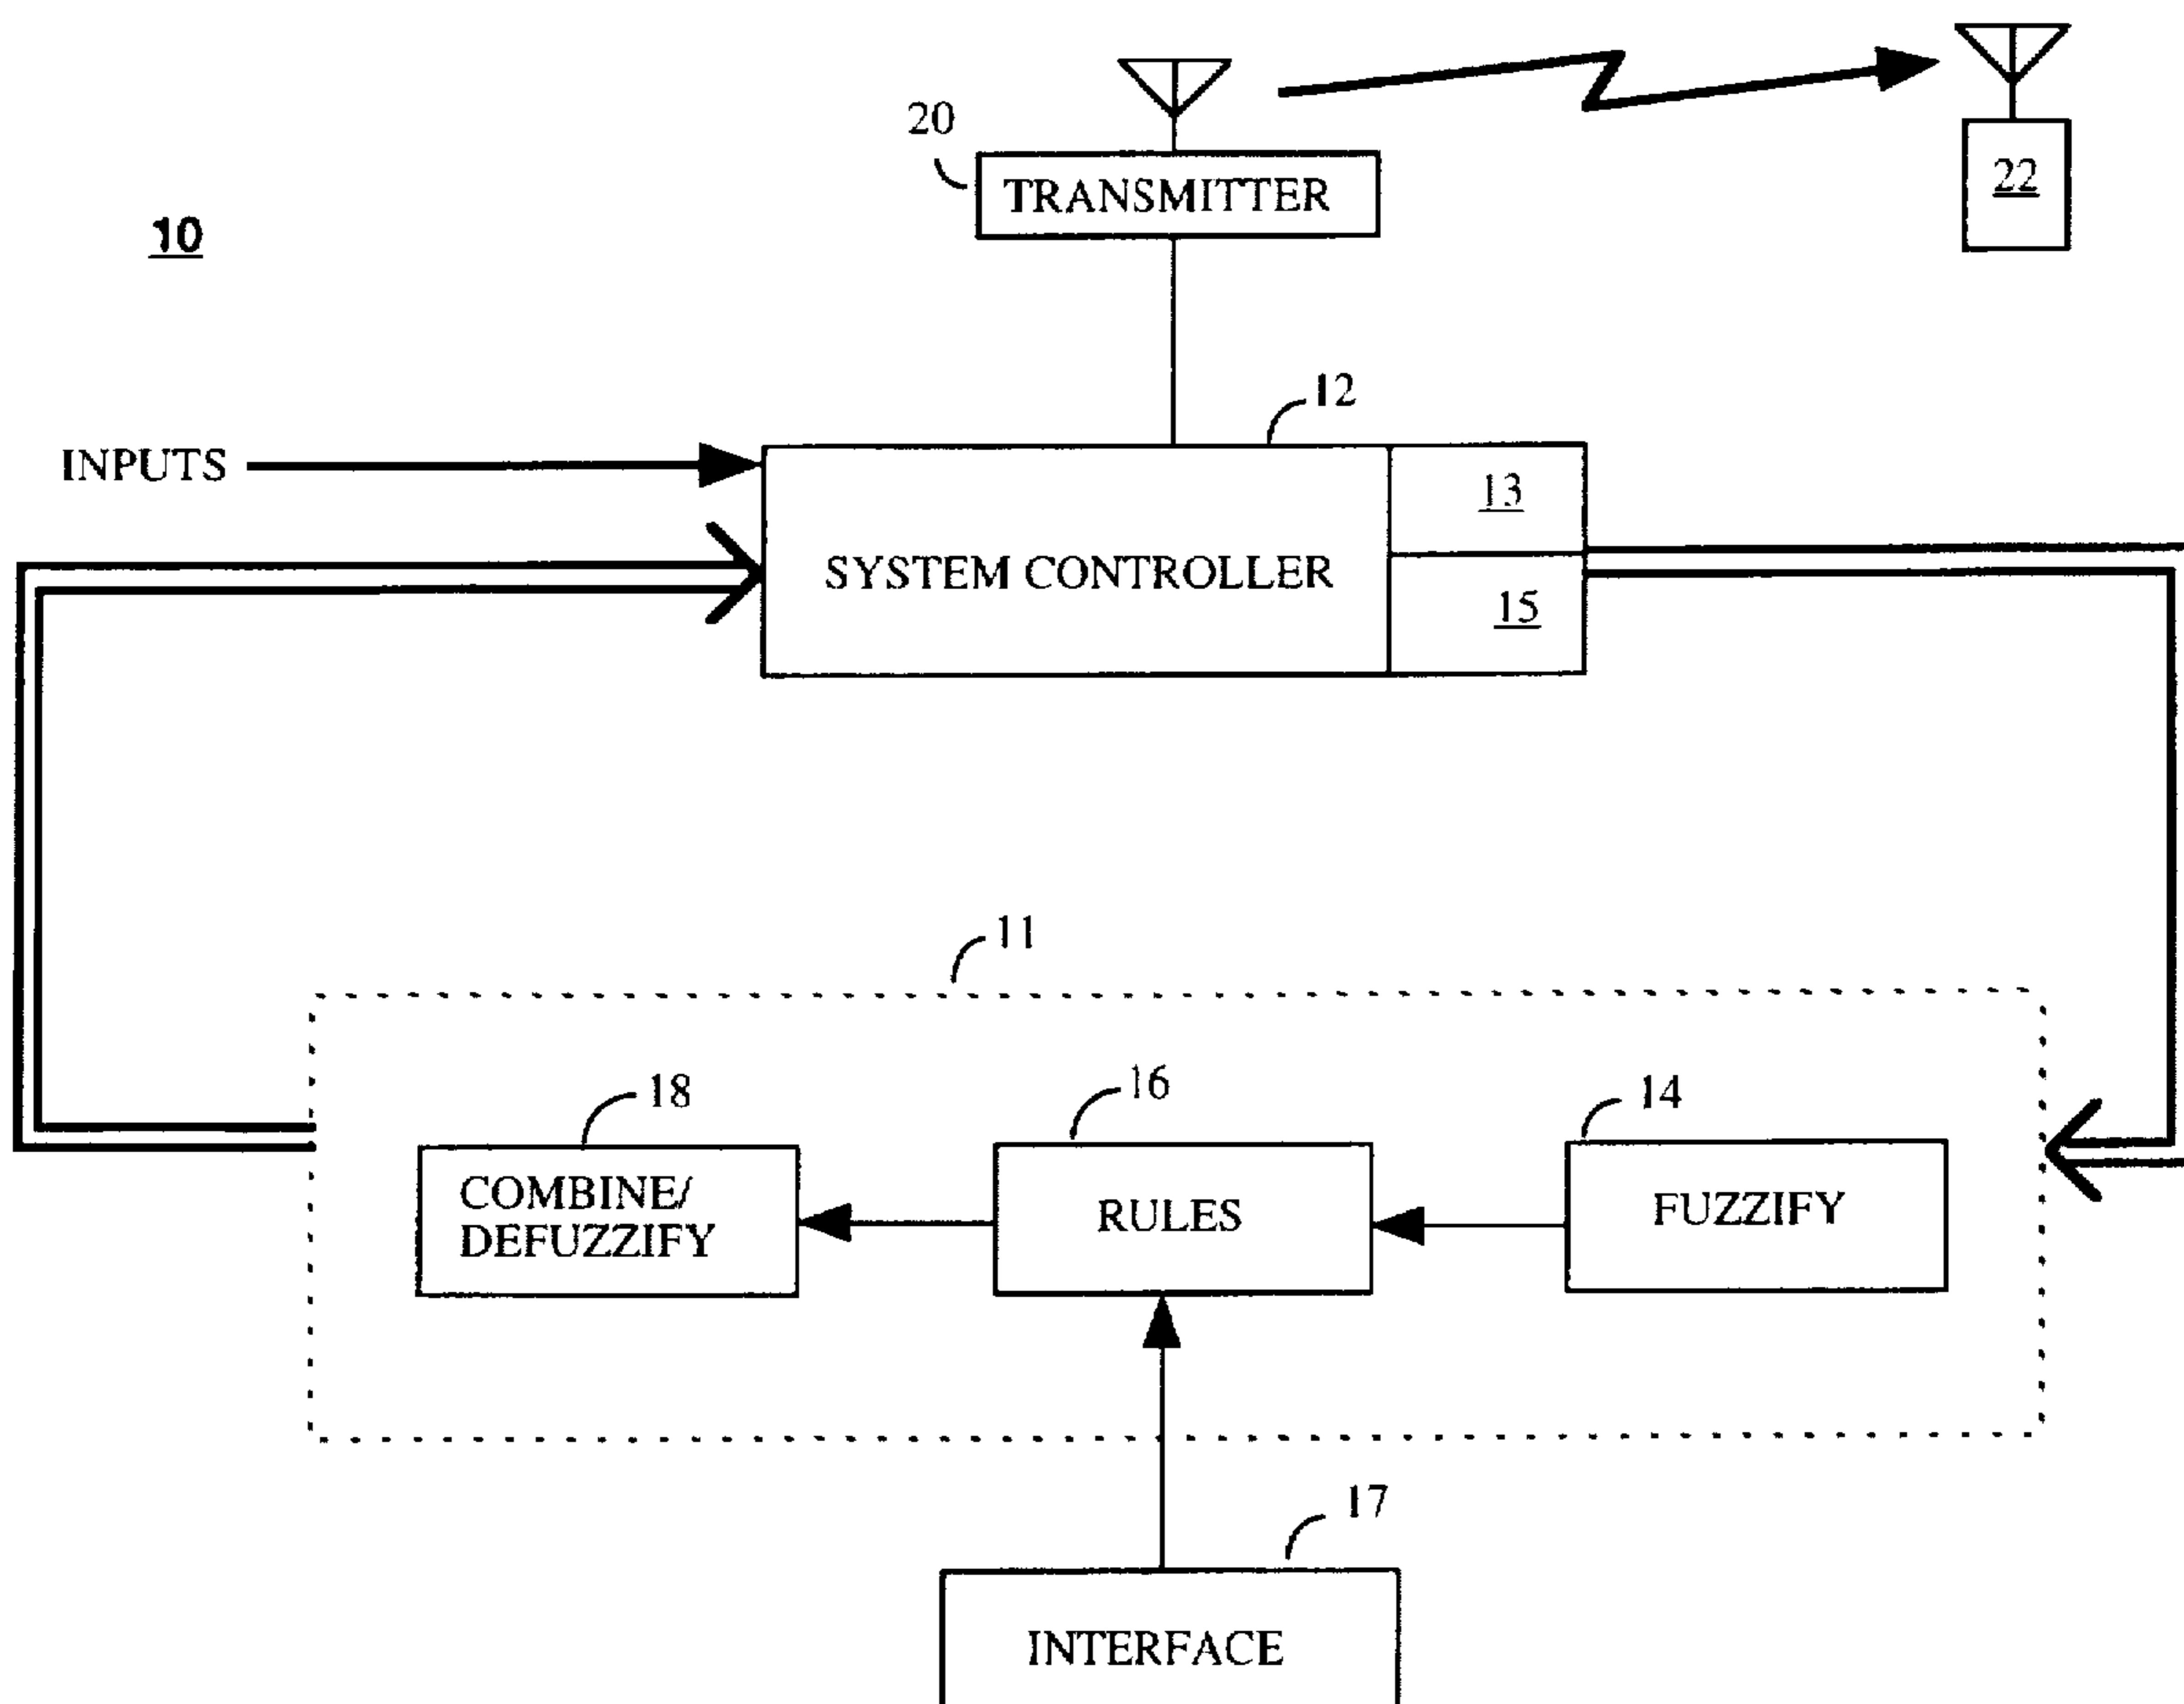 20
TRANSMITTER
22
10
12
INPUTS
13
SYSTEM CONTROLLER
15
11
18
16
14
COMBINE/
DEFUZZIFY
RULES
FUZZIFY
17
INTERFACE